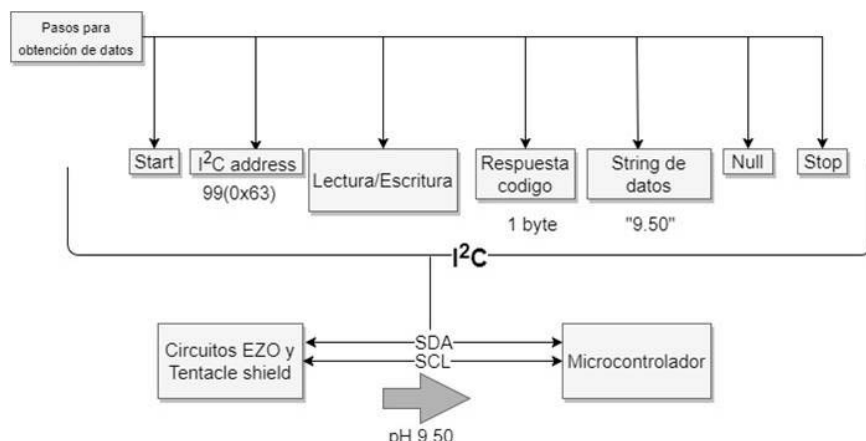 Pasos para
obtención de datos
Start
I²C address
99(0x63)
Lectura/Escritura
Respuesta
codigo
1 byte
String de
datos
"9.50"
Null
Stop
I²C
Circuitos EZO y
Tentacle shield
SDA
SCL
Microcontrolador
pH 9.50